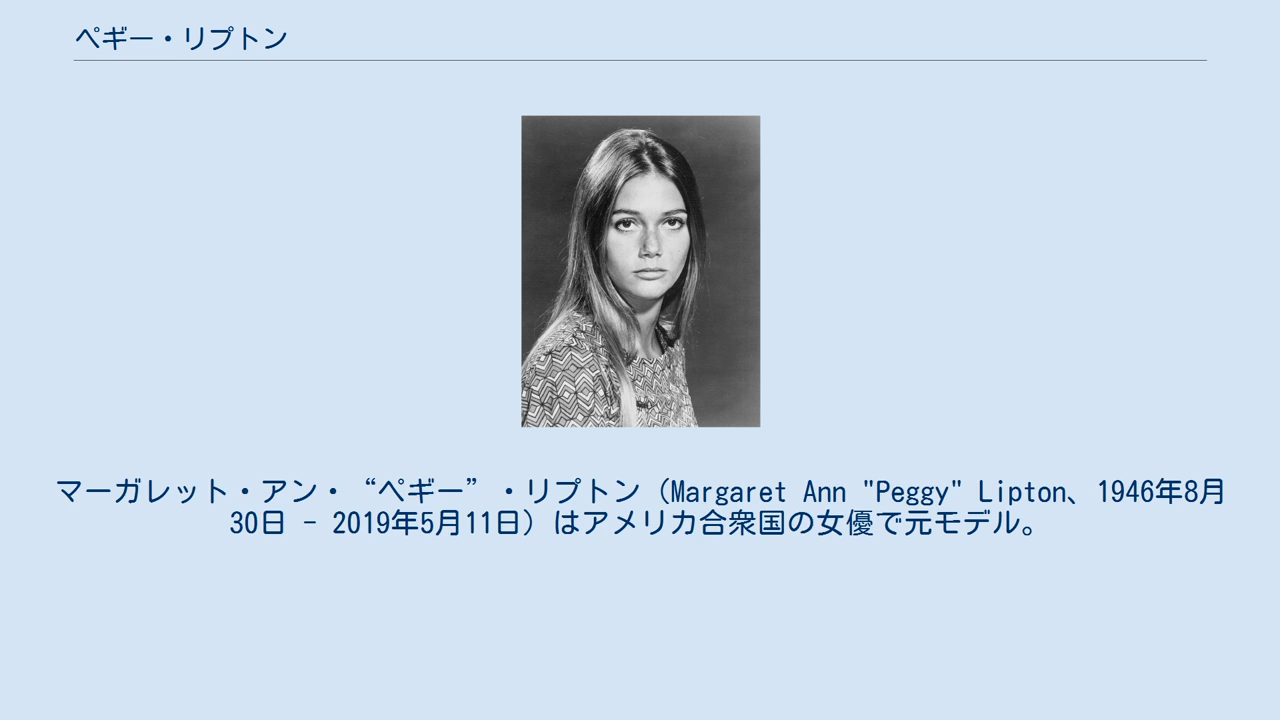 ペギー・リプトン
マーガレット・アン・“ペギー”・リプトン（Margaret Ann "Peggy" Lipton、1946年8月
30日 - 2019年5月11日）はアメリカ合衆国の女優で元モデル。